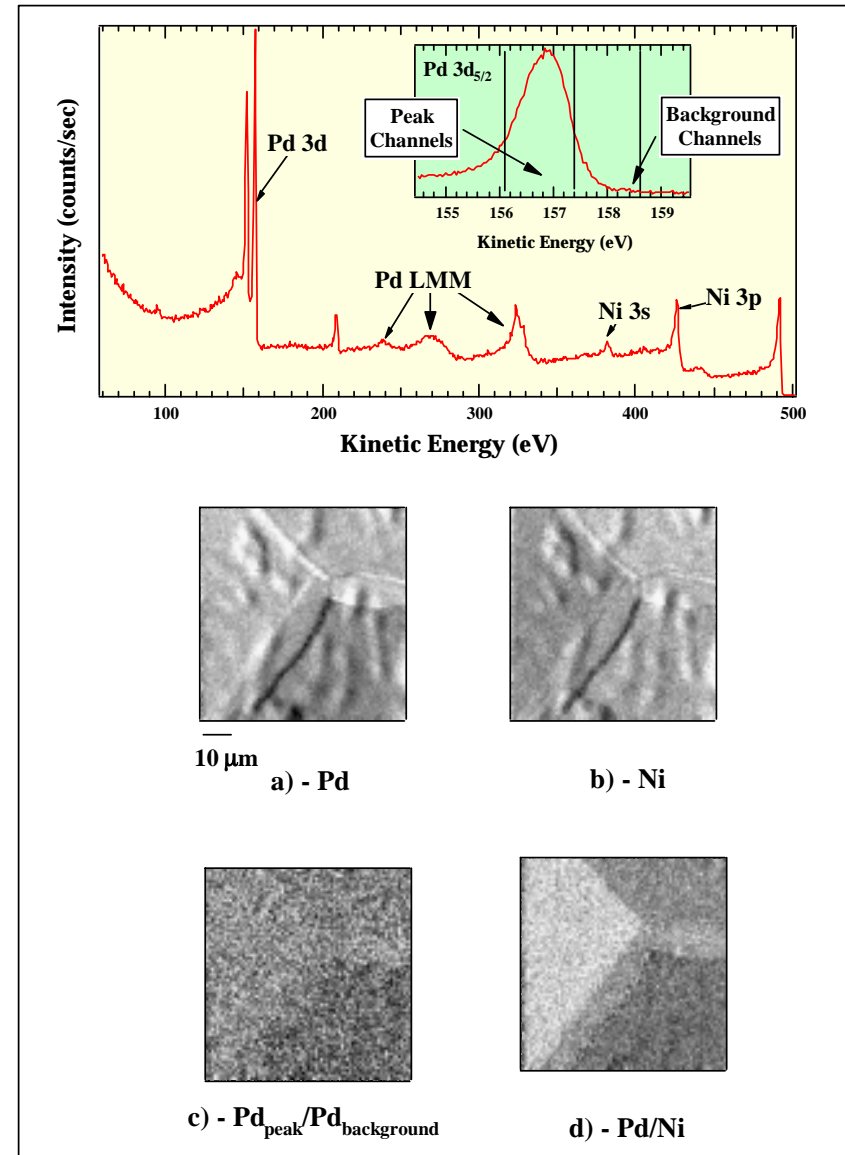 Intensity (counts/sec)
Pd 3d
Pd 3d5/2
Peak
Channels
Background
Channels
155 156 157 158 159
Kinetic Energy (eV)
Pd LMM
Ni 3s
Ni 3p
100 200 300 400 500
Kinetic Energy (eV)
10 μm
a) - Pd
b) - Ni
c) - Pdpeak/Pdbackground
d) - Pd/Ni